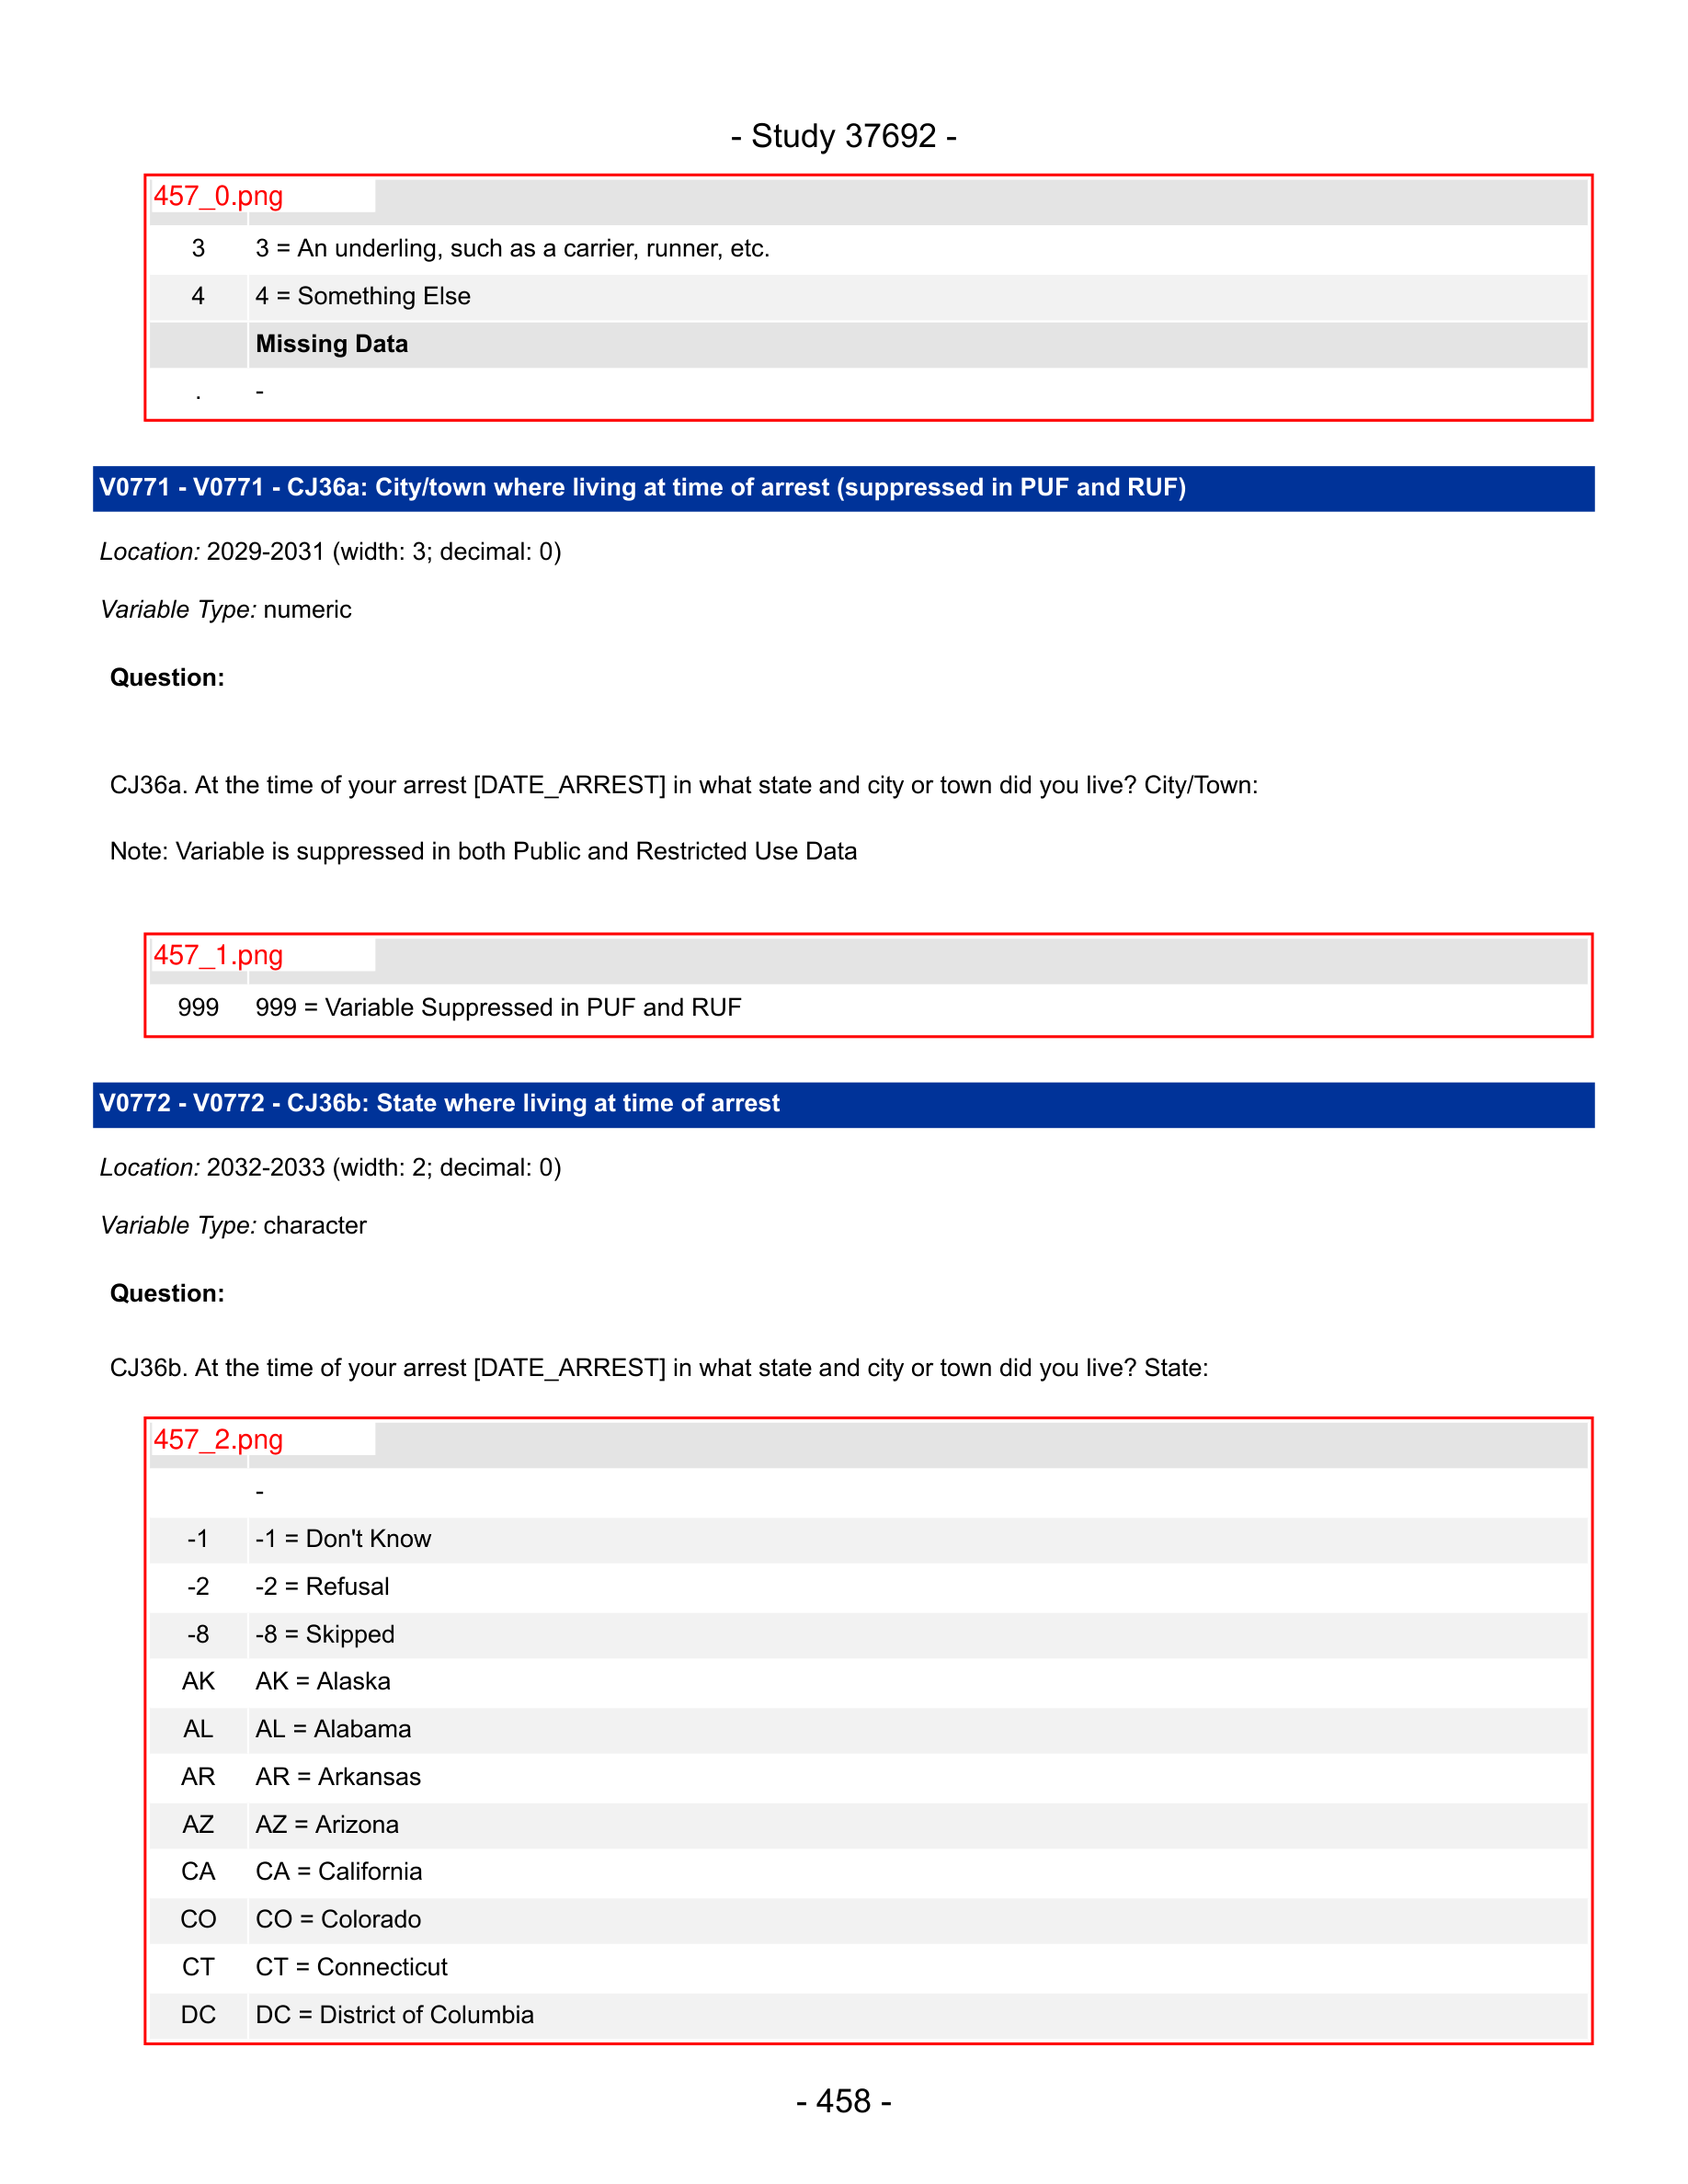 - Study 37692 -
457_0.png
3 3 = An underling, such as a carrier, runner, etc.
4 4 = Something Else
Missing Data
. -
V0771 - V0771 - CJ36a: City/town where living at time of arrest (suppressed in PUF and RUF)
Location: 2029-2031 (width: 3; decimal: 0)
Variable Type: numeric
Question:
CJ36a. At the time of your arrest [DATE_ARREST] in what state and city or town did you live? City/Town:
Note: Variable is suppressed in both Public and Restricted Use Data
457_1.png
999 999 = Variable Suppressed in PUF and RUF
V0772 - V0772 - CJ36b: State where living at time of arrest
Location: 2032-2033 (width: 2; decimal: 0)
Variable Type: character
Question:
CJ36b. At the time of your arrest [DATE_ARREST] in what state and city or town did you live? State:
457_2.png
-
-1 -1 = Don't Know
-2 -2 = Refusal
-8 -8 = Skipped
AK AK = Alaska
AL AL = Alabama
AR AR = Arkansas
AZ AZ = Arizona
CA CA = California
CO CO = Colorado
CT CT = Connecticut
DC DC = District of Columbia
- 458 -